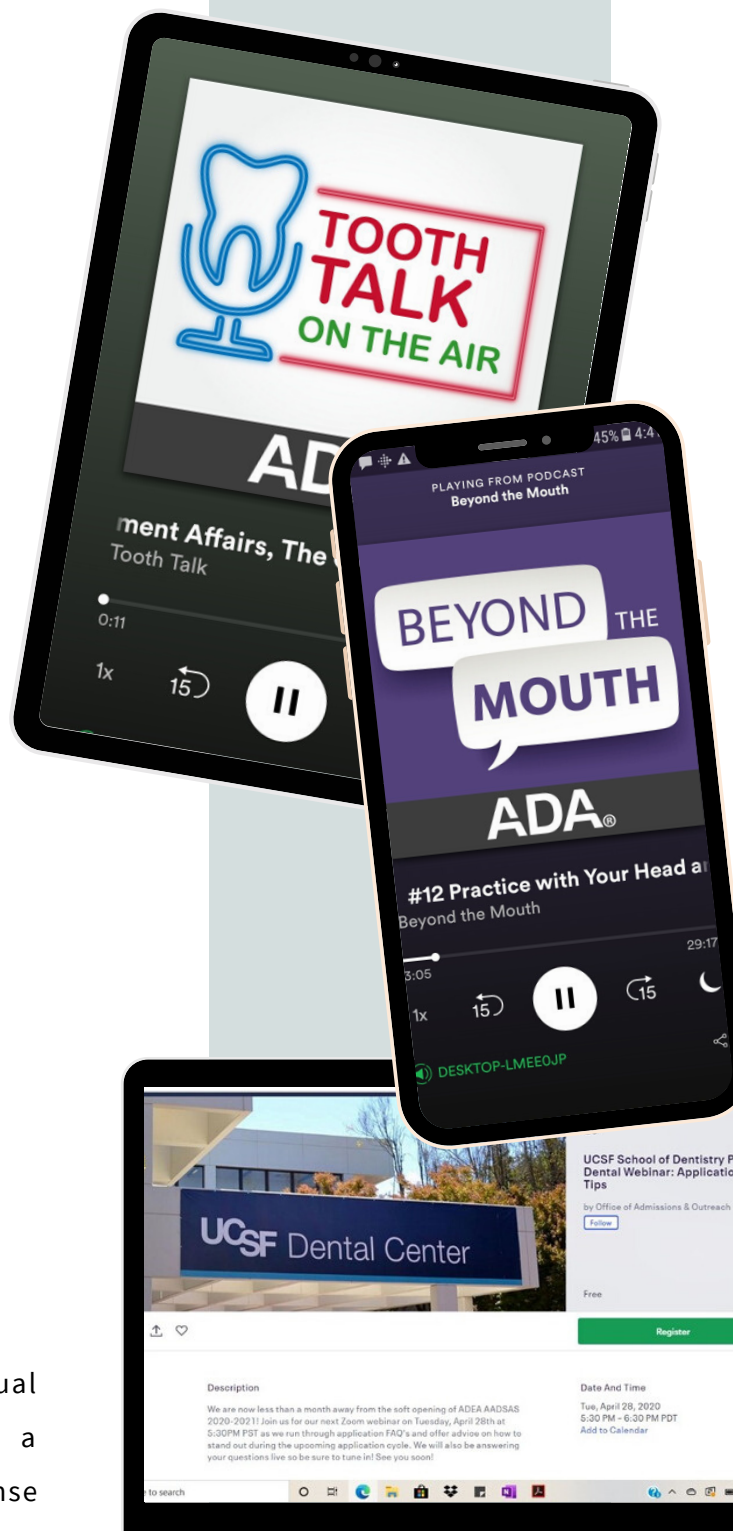 TOOTH
TALK
ON THE AIR
AD
ment Affairs, The
Tooth Talk
0:11
1x
15
45% 4:4
PLAYING FROM PODCAST
Beyond the Mouth
BEYOND THE
MOUTH
ADA®
#12 Practice with Your Head a
Beyond the Mouth
3:05
29:17
1x
15
15
DESKTOP-LMEE0JP
UCSF Dental Center
UCSF School of Dentistry P
Dental Webinar: Applicatio
Tips
by Office of Admissions & Outreach
Follow
Free
Register
Description
We are now less than a month away from the soft opening of ADEA AADSAS
2020-2021! Join us for our next Zoom webinar on Tuesday, April 28th at
5:30PM PST as we run through application FAQ's and offer advice on how to
stand out during the upcoming application cycle. We will also be answering
your questions live so be sure to tune in! See you soon!
Date And Time
Tue, April 28, 2020
5:30 PM – 6:30 PM PDT
Add to Calendar
e to search
ual
a
nse